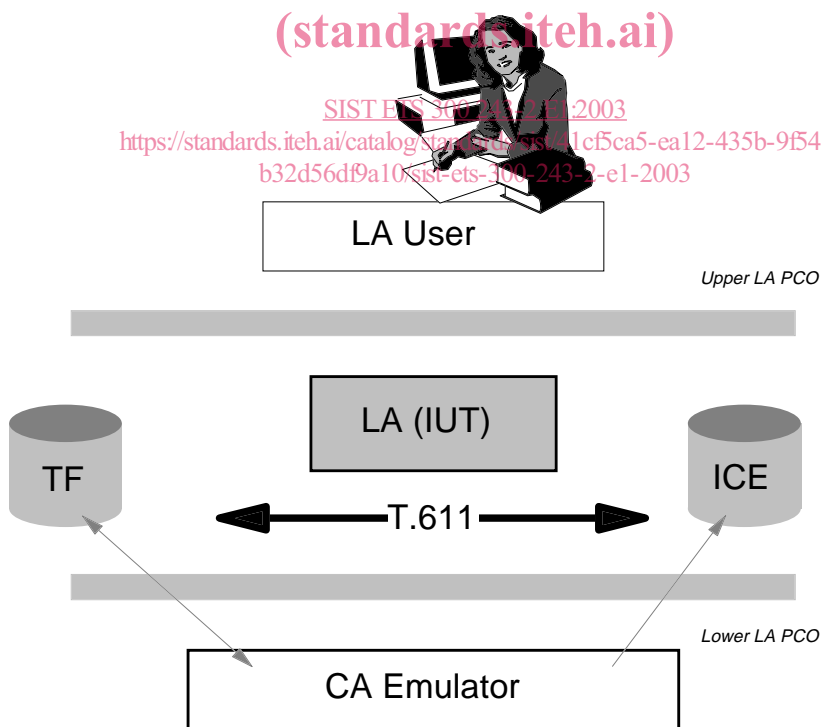 (standards.iteh.ai)
SIST ETS 300 243-2 E1:2003
https://standards.iteh.ai/catalog/standards/sist/41cf5ca5-ea12-435b-9f54
b32d56df9a10/sist-ets-300-243-2-e1-2003
LA User
Upper LA PCO
LA (IUT)
TF
ICE
T.611
Lower LA PCO
CA Emulator